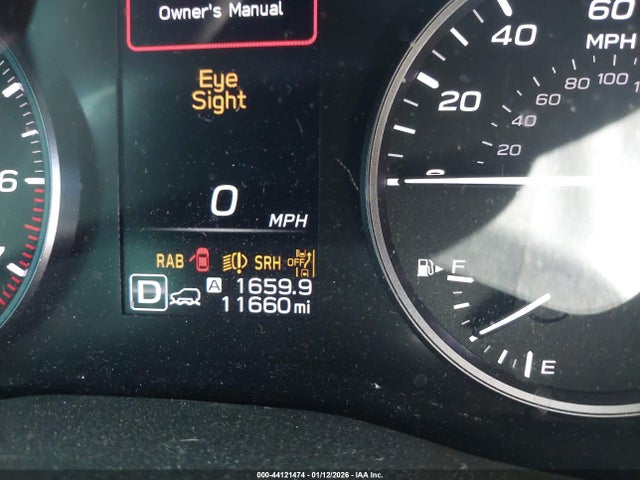 Owner's Manual
Eye
Sight
0 MPH
RAB SRH OFF
D A 1659.9
11660 mi
6
20
40
60
MPH
20
40
60
80
100
F
E
000-44121474 - 01/12/2026 - IAA Inc.